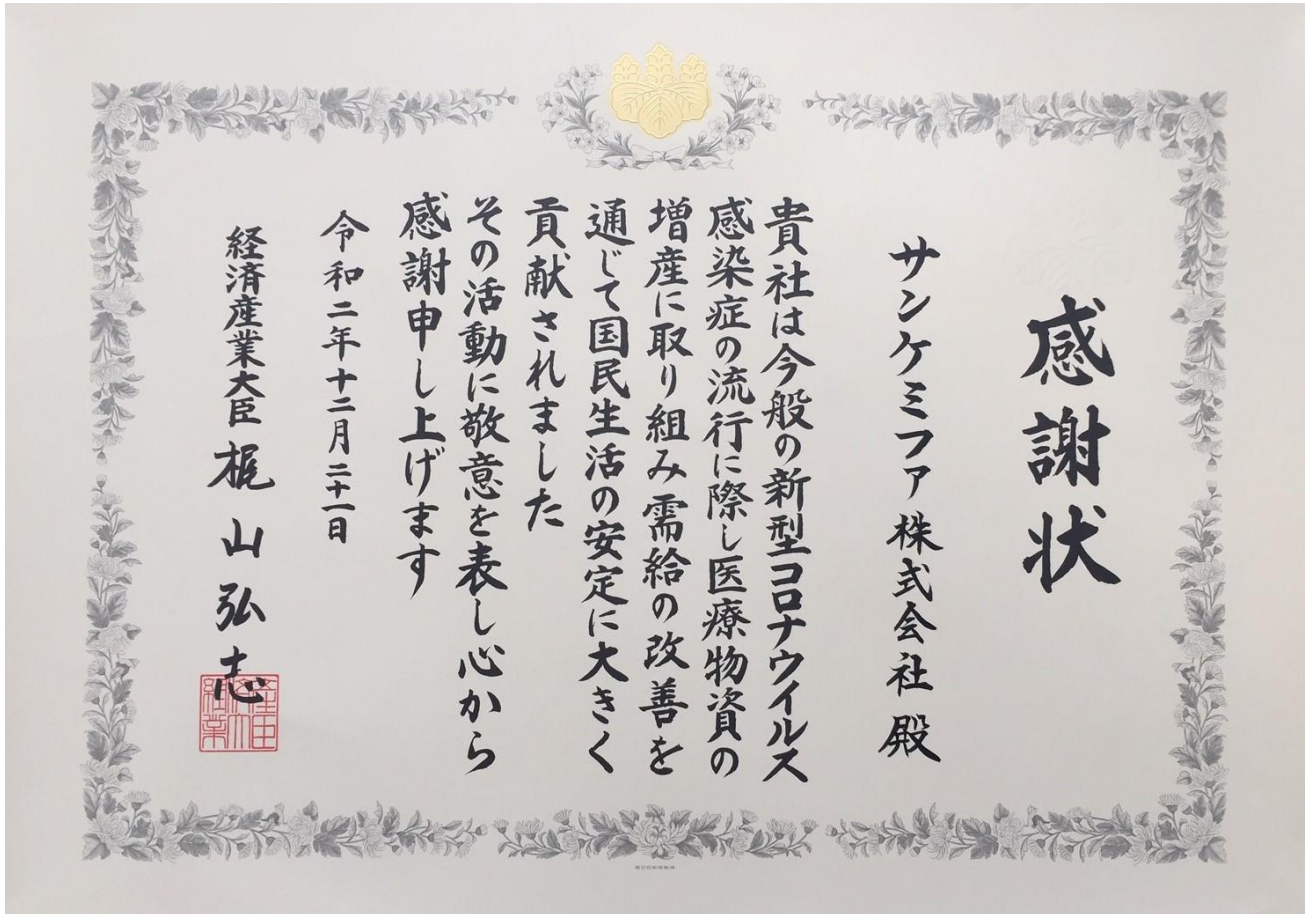 感謝状
サンケミファ株式会社 殿
貴社は今般の新型コロナウイルス
感染症の流行に際し医療物資の
増産に取り組み需給の改善を
通じて国民生活の安定に大きく
貢献されました
その活動に敬意を表し心から
感謝申し上げます
令和二年十二月二十一日
経済産業大臣 梶山弘志